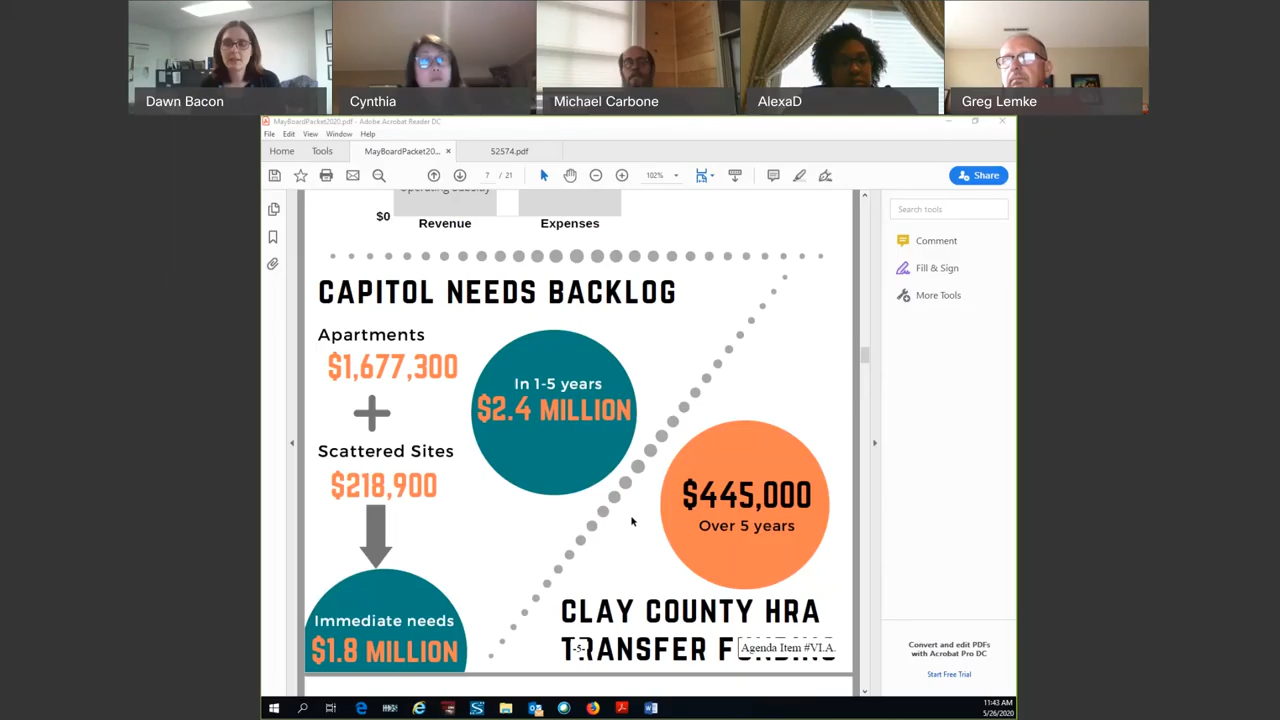 Dawn Bacon
Cynthia
Michael Carbone
AlexaD
Greg Lemke
MayBoardPacket2020.pdf - Adobe Acrobat Reader DC
File Edit View Window Help
Home Tools MayBoardPacket20... × 52574.pdf
7 / 21 102% Share
Operating Subsidy
$0
Revenue Expenses
Search tools
Comment
Fill & Sign
More Tools
CAPITOL NEEDS BACKLOG
Apartments
$1,677,300
In 1-5 years
$2.4 MILLION
Scattered Sites
$218,900
$445,000
Over 5 years
Immediate needs
$1.8 MILLION
CLAY COUNTY HRA
TRANSFER FUNDING
-5-
Agenda Item #VI.A.
Convert and edit PDFs
with Acrobat Pro DC
Start Free Trial
11:43 AM
5/26/2020